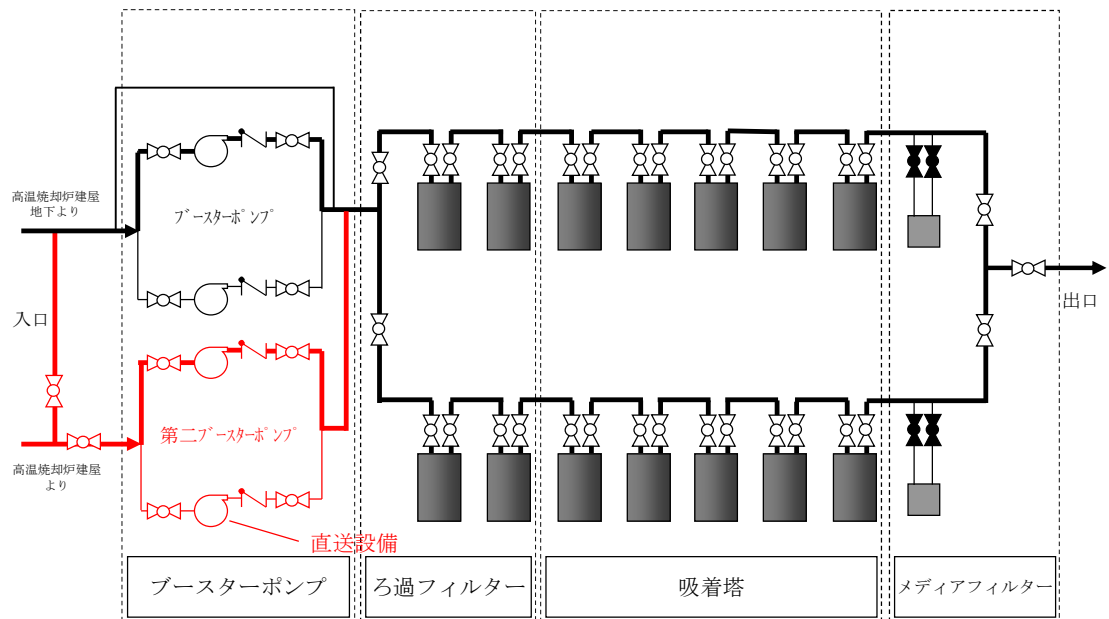 高温焼却炉建屋
地下より
入口
高温焼却炉建屋
より
ブースターポンプ
第二ブースターポンプ
直送設備
出口
ブースターポンプ
ろ過フィルター
吸着塔
メディアフィルター